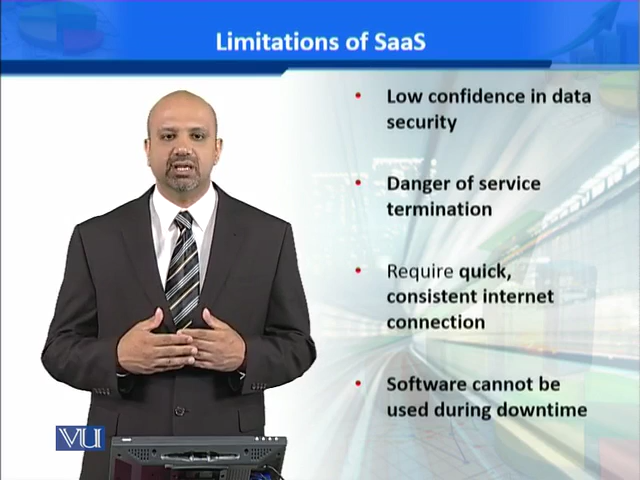 Limitations of SaaS
• Low confidence in data
security
• Danger of service
termination
• Require quick,
consistent internet
connection
• Software cannot be
used during downtime
VU